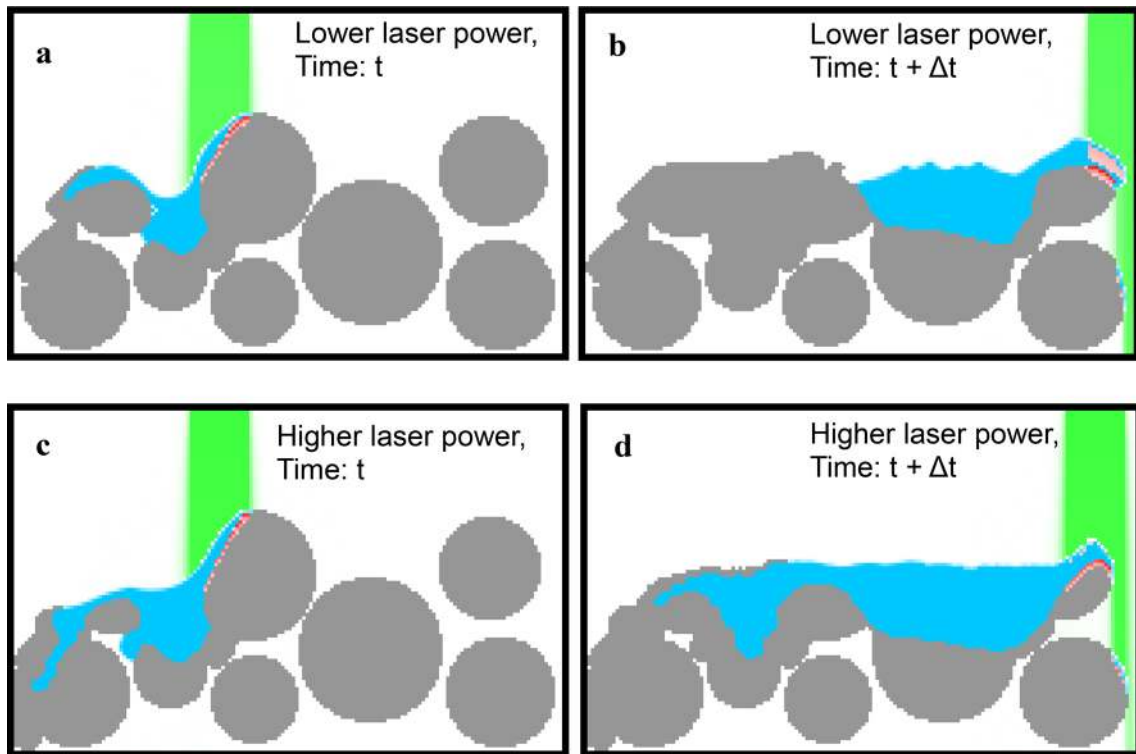 a
Lower laser power,
Time: t
b
Lower laser power,
Time: t + Δt
c
Higher laser power,
Time: t
d
Higher laser power,
Time: t + Δt